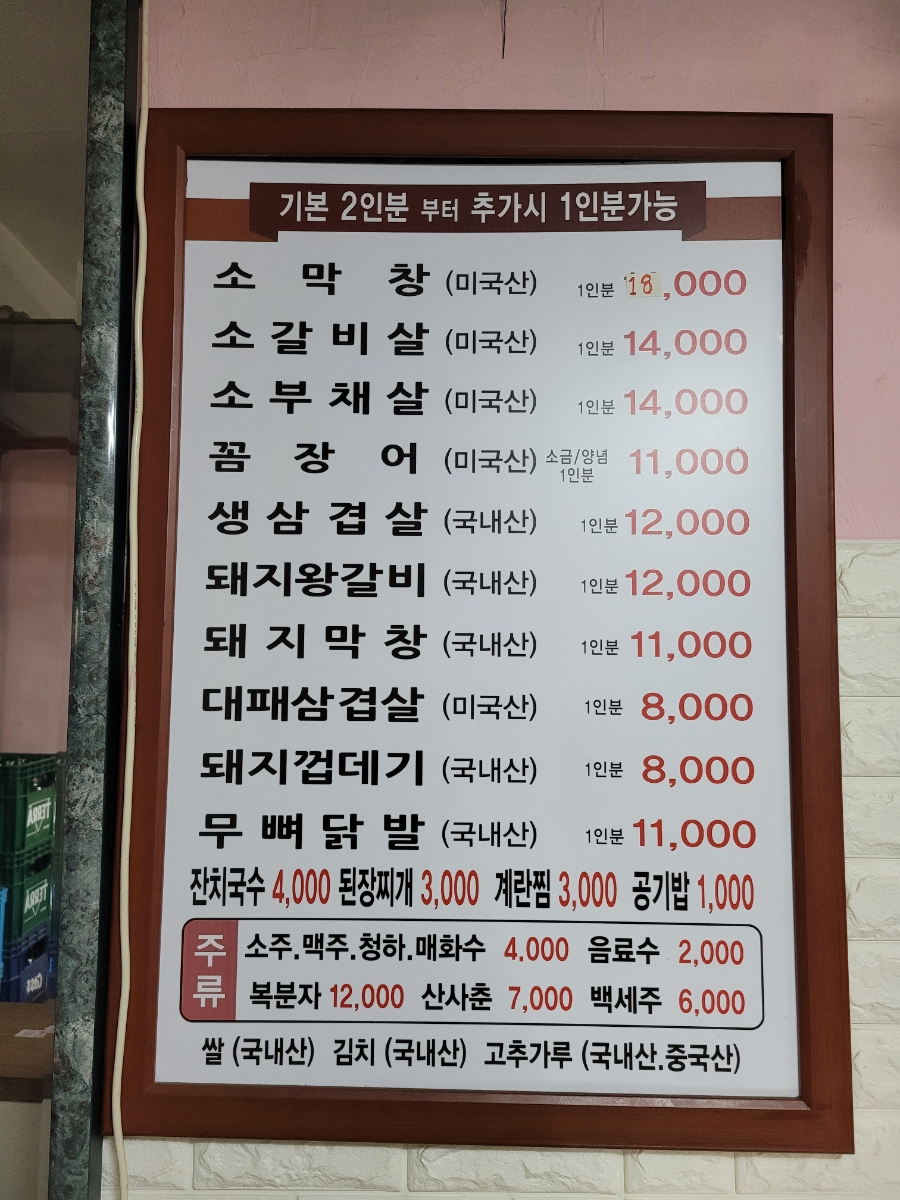 기본 2인분 부터 추가시 1인분가능
소 막 창 (미국산) 1인분 18,000
소 갈 비 살 (미국산) 1인분 14,000
소 부 채 살 (미국산) 1인분 14,000
꼼 장 어 (미국산) 소금/양념 1인분 11,000
생 삼 겹 살 (국내산) 1인분 12,000
돼지왕갈비 (국내산) 1인분 12,000
돼 지 막 창 (국내산) 1인분 11,000
대패삼겹살 (미국산) 1인분 8,000
돼지껍데기 (국내산) 1인분 8,000
무 뼈 닭 발 (국내산) 1인분 11,000
잔치국수 4,000 된장찌개 3,000 계란찜 3,000 공기밥 1,000
주류
소주.맥주.청하.매화수 4.000 음료수 2,000
복분자 12,000 산사춘 7,000 백세주 6,000
쌀 (국내산) 김치 (국내산) 고추가루 (국내산.중국산)
TERRA
TERRA
Cass